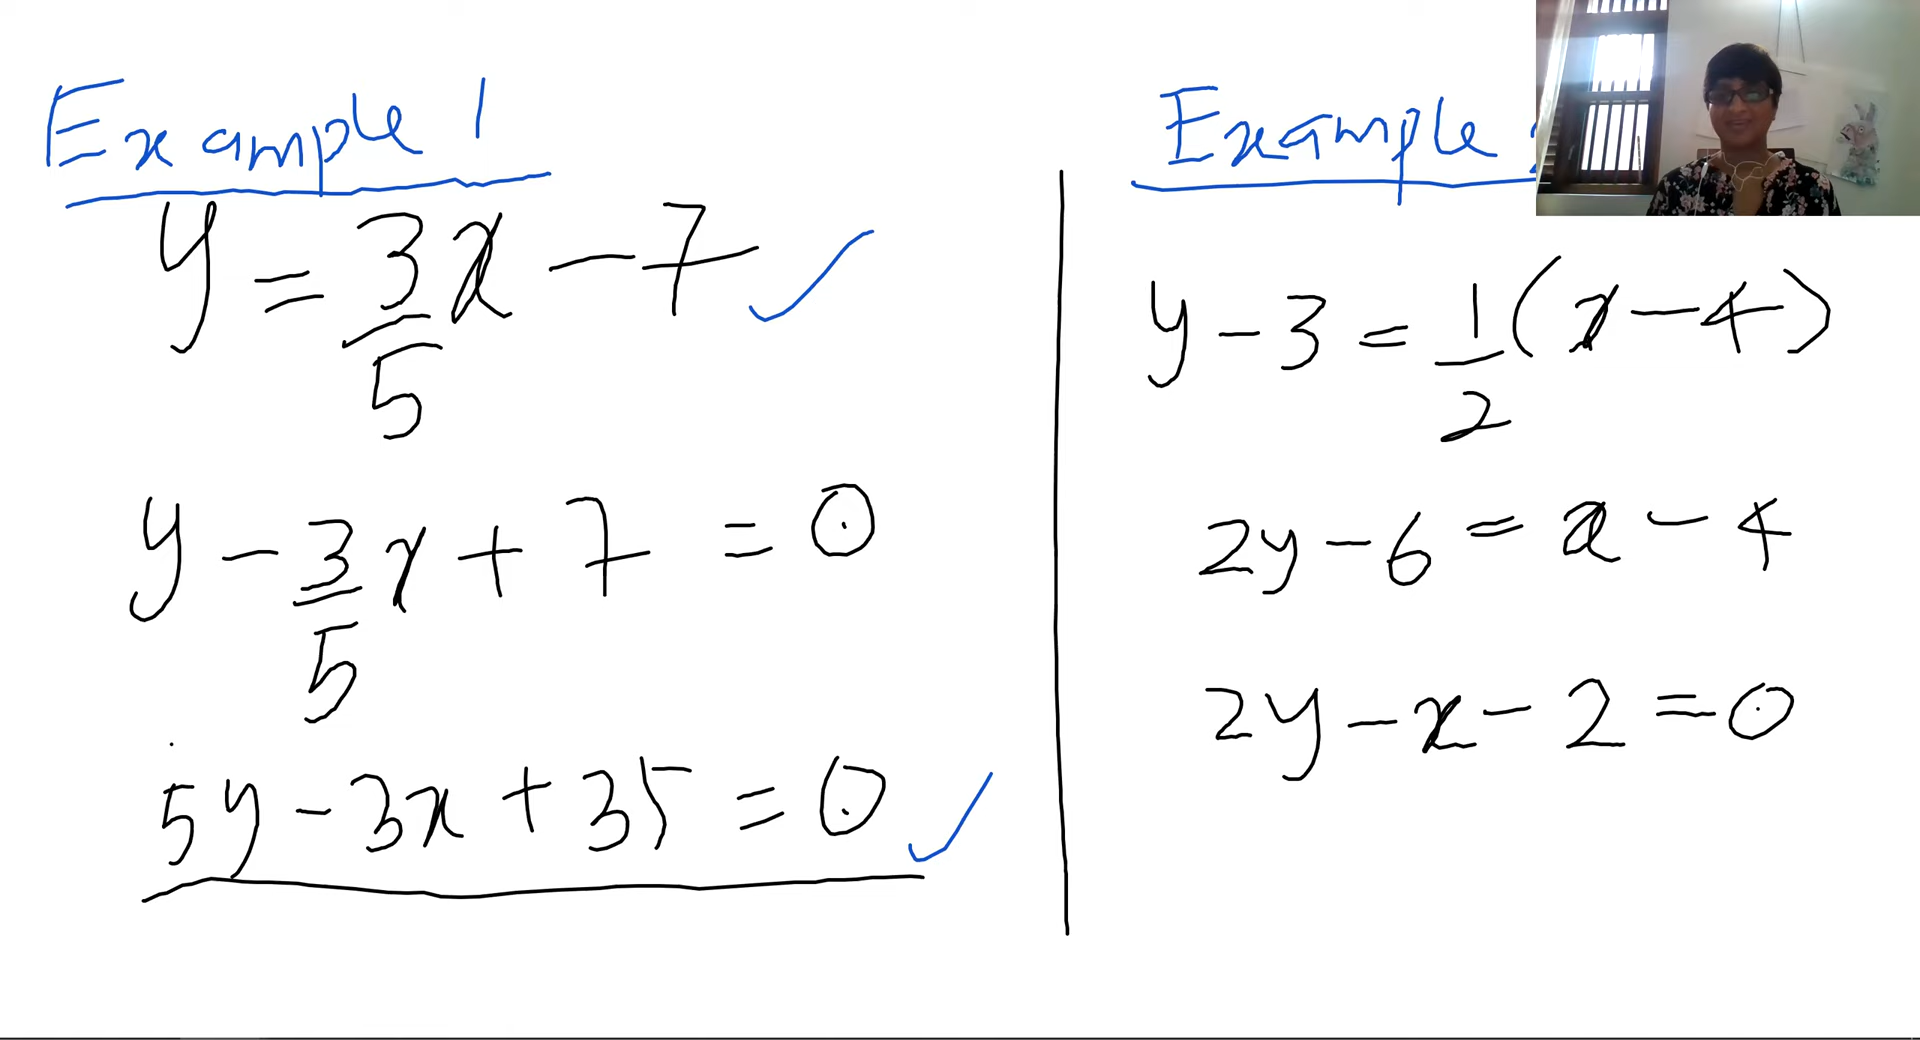 Example 1
y = 3/5 x - 7
y - 3/5 x + 7 = 0
5y - 3x + 35 = 0
Example
y - 3 = 1/2 (x - 4)
2y - 6 = x - 4
2y - x - 2 = 0